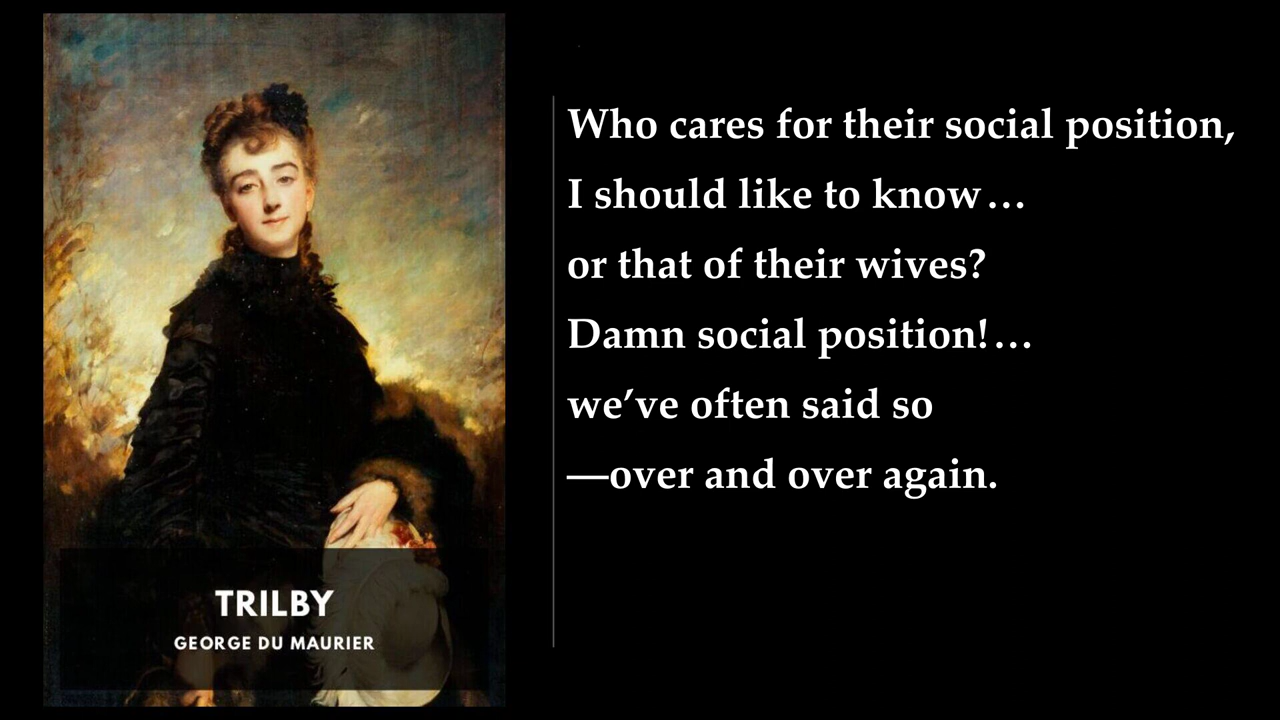 TRILBY
GEORGE DU MAURIER
Who cares for their social position,
I should like to know…
or that of their wives?
Damn social position!…
we’ve often said so
—over and over again.